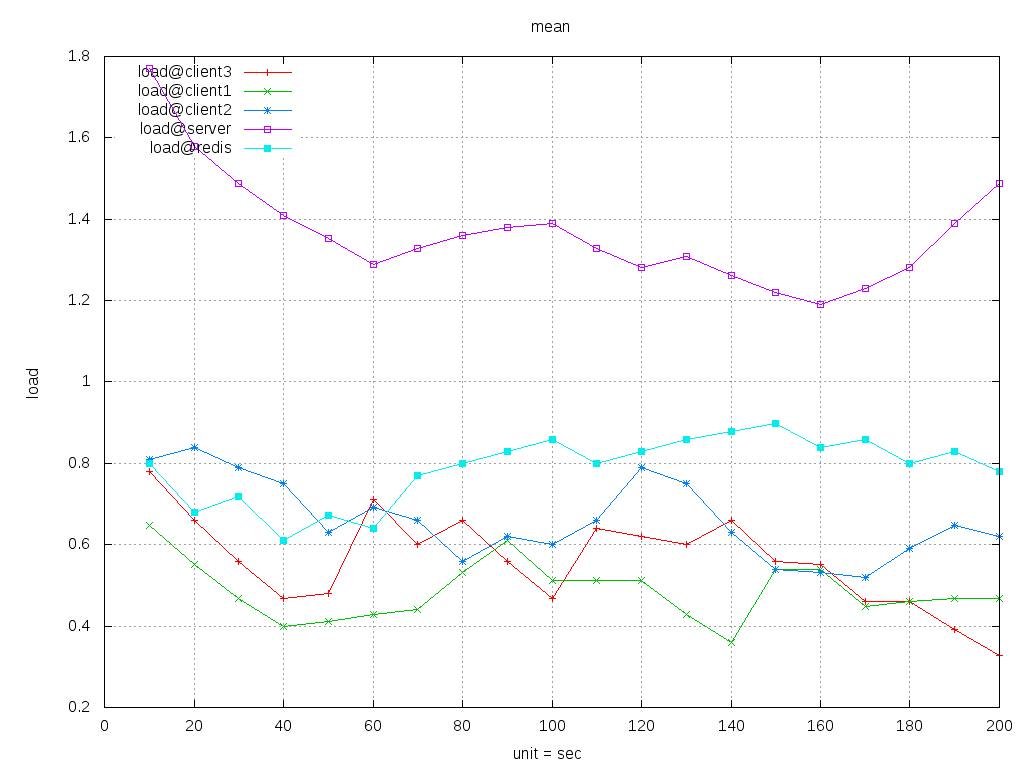 mean
1.8
1.6
1.4
1.2
1
0.8
0.6
0.4
0.2
load
load@client3
load@client1
load@client2
load@server
load@redis
0 20 40 60 80 100 120 140 160 180 200
unit = sec